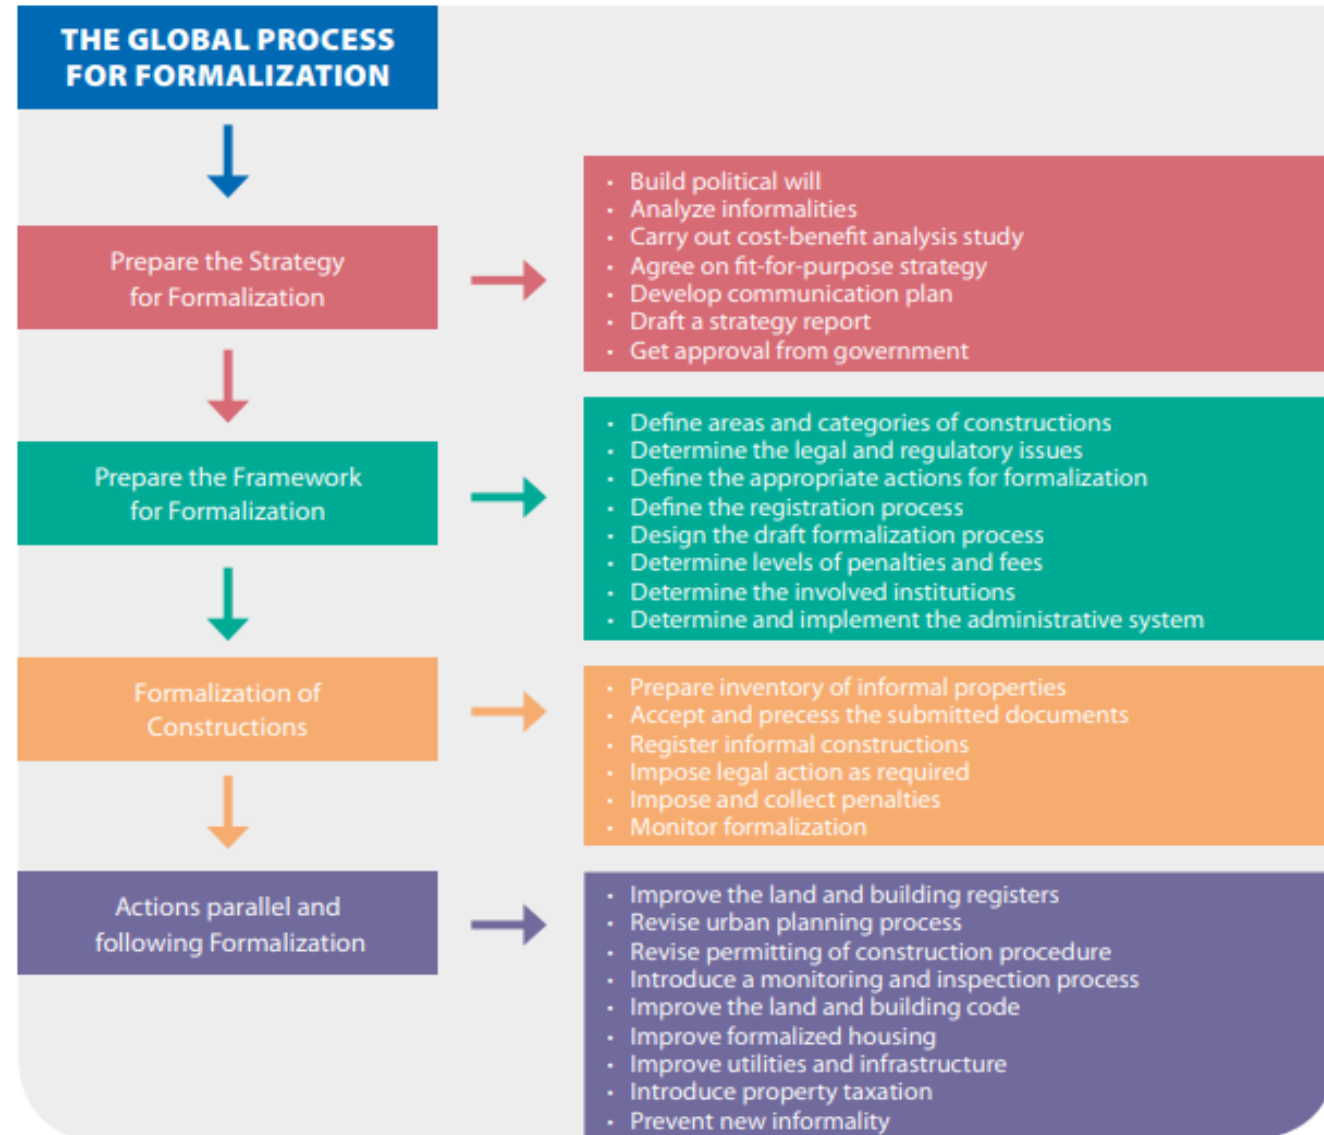 THE GLOBAL PROCESS
FOR FORMALIZATION
Prepare the Strategy
for Formalization
• Build political will
• Analyze informalities
• Carry out cost-benefit analysis study
• Agree on fit-for-purpose strategy
• Develop communication plan
• Draft a strategy report
• Get approval from government
Prepare the Framework
for Formalization
• Define areas and categories of constructions
• Determine the legal and regulatory issues
• Define the appropriate actions for formalization
• Define the registration process
• Design the draft formalization process
• Determine levels of penalties and fees
• Determine the involved institutions
• Determine and implement the administrative system
Formalization of
Constructions
• Prepare inventory of informal properties
• Accept and precess the submitted documents
• Register informal constructions
• Impose legal action as required
• Impose and collect penalties
• Monitor formalization
Actions parallel and
following Formalization
• Improve the land and building registers
• Revise urban planning process
• Revise permitting of construction procedure
• Introduce a monitoring and inspection process
• Improve the land and building code
• Improve formalized housing
• Improve utilities and infrastructure
• Introduce property taxation
• Prevent new informality